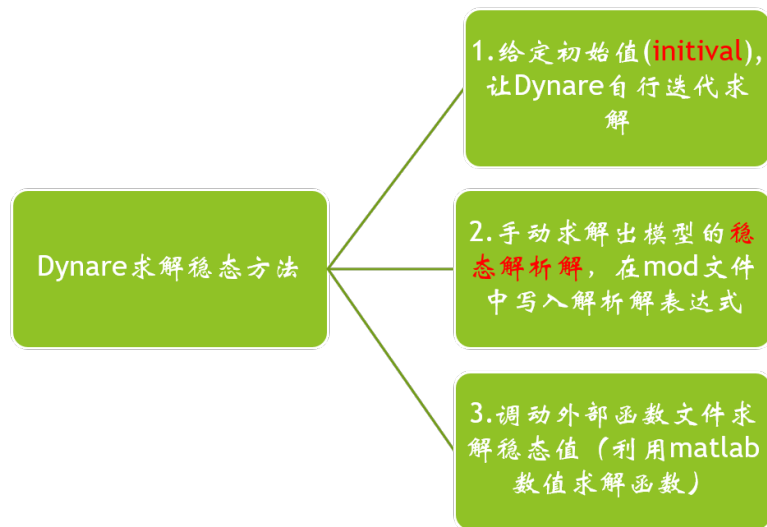 Dynare求解稳态方法
1.给定初始值(initival),
让Dynare自行迭代求
解
2.手动求解出模型的稳
态解析解，在mod文件
中写入解析解表达式
3.调动外部函数文件求
解稳态值（利用matlab
数值求解函数）